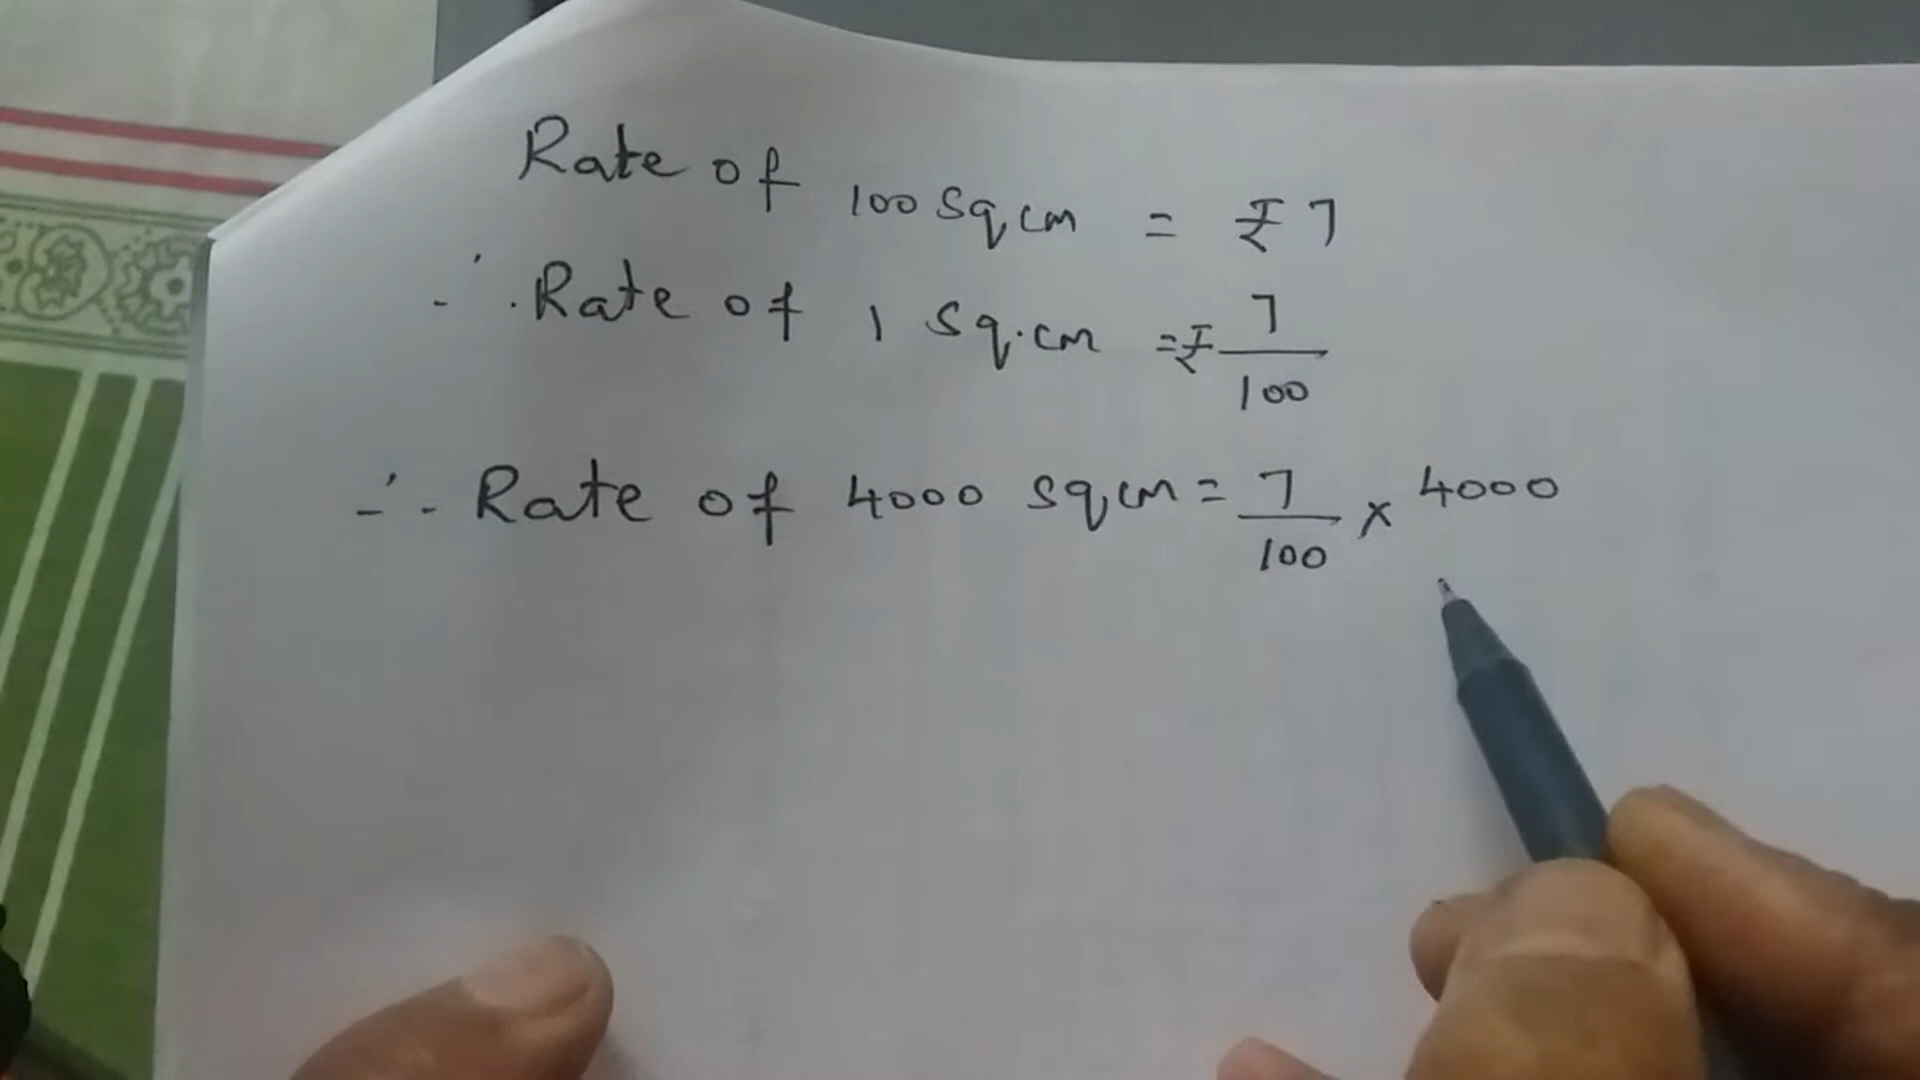 Rate of 100 sq cm = ₹ 7
∴ Rate of 1 sq.cm = ₹ 7/100
∴ Rate of 4000 sq cm = 7/100 × 4000